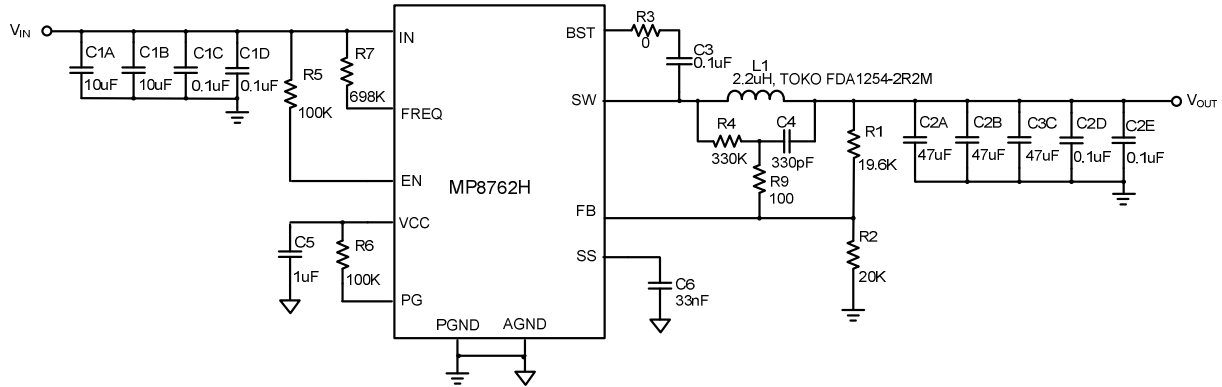 VIN
C1A
10uF
C1B
10uF
C1C
0.1uF
C1D
0.1uF
R5
100K
R7
698K
IN
FREQ
EN
VCC
PG
PGND
AGND
MP8762H
BST
SW
FB
SS
C5
1uF
R6
100K
R3
0
C3
0.1uF
L1
2.2uH, TOKO FDA1254-2R2M
R4
330K
C4
330pF
R9
100
R1
19.6K
R2
20K
C6
33nF
C2A
47uF
C2B
47uF
C3C
47uF
C2D
0.1uF
C2E
0.1uF
VOUT